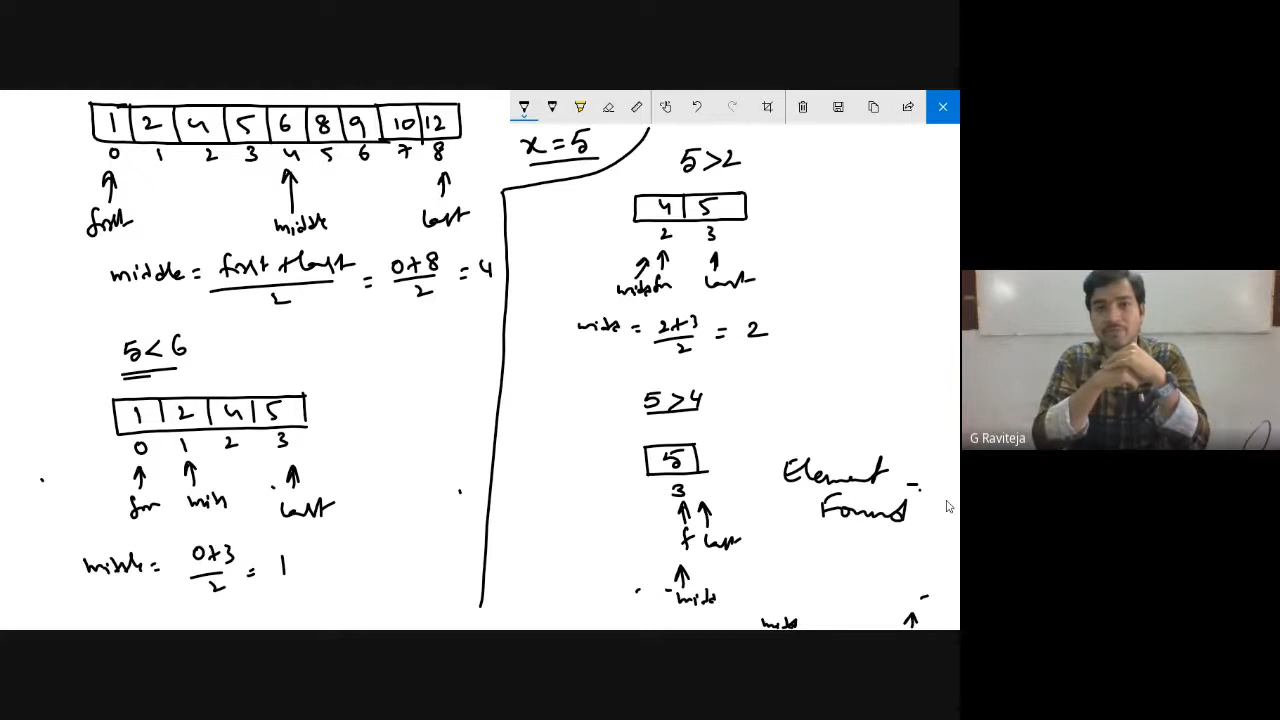 1 2 4 5 6 8 9 10 12
0 1 2 3 4 5 6 7 8
first middle last
middle = first + last / 2 = 0+8 / 2 = 4
5 < 6
1 2 4 5
0 1 2 3
last
middle = 0+3 / 2 = 1
x = 5
5 > 2
4 5
2 3
last
= 2+3 / 2 = 2
5 > 4
5
3
f last
Element
Found
G Raviteja